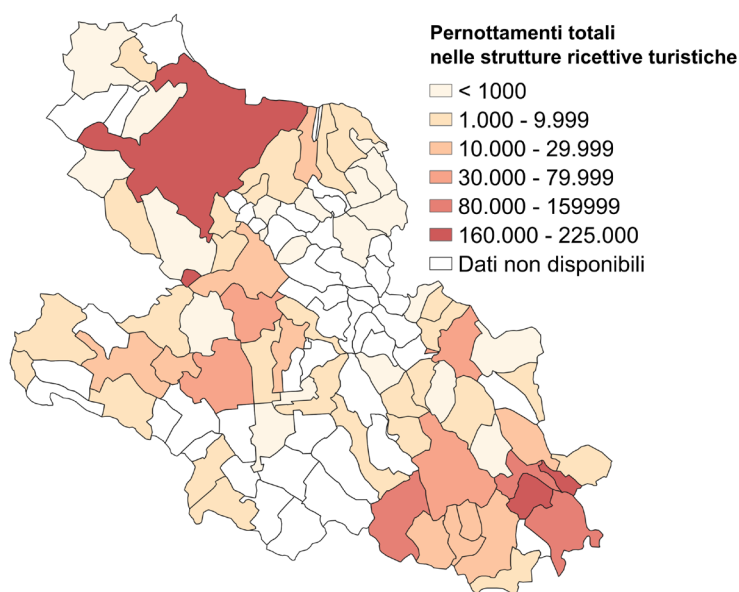 Pernottamenti totali
nelle strutture ricettive turistiche
< 1000
1.000 - 9.999
10.000 - 29.999
30.000 - 79.999
80.000 - 159999
160.000 - 225.000
Dati non disponibili